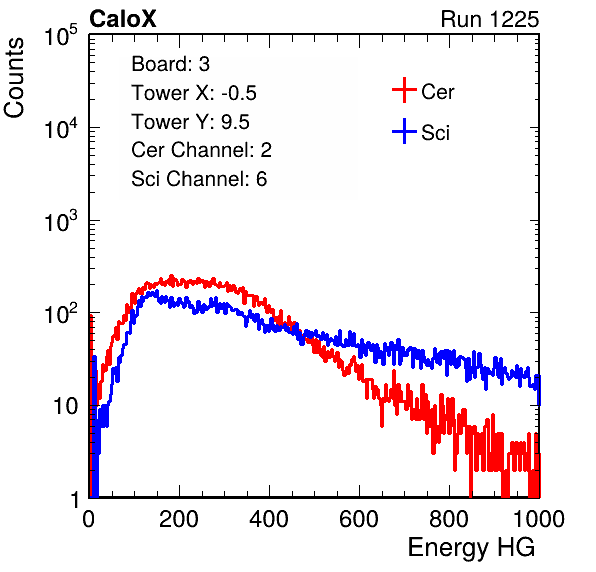 CaloX Run 1225
Counts
10^5
10^4
10^3
10^2
10
1
Board: 3
Tower X: -0.5
Tower Y: 9.5
Cer Channel: 2
Sci Channel: 6
Cer
Sci
0 200 400 600 800 1000
Energy HG